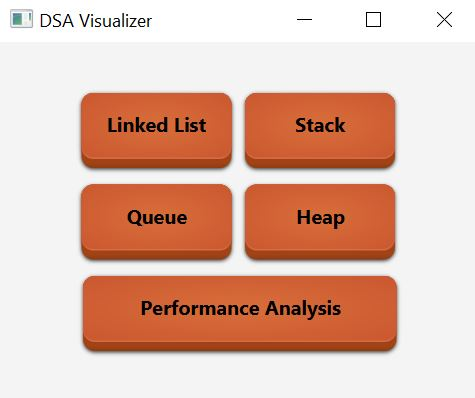 DSA Visualizer
Linked List
Stack
Queue
Heap
Performance Analysis